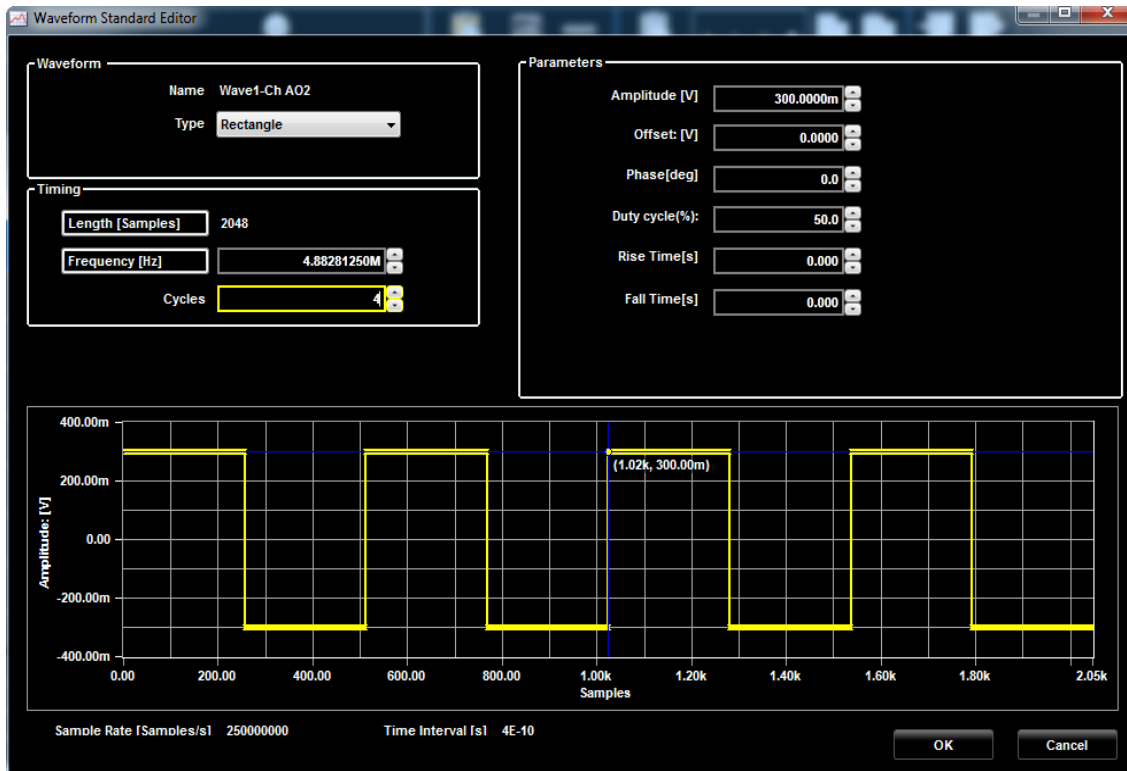 Waveform Standard Editor
Waveform
Name Wave1-Ch AO2
Type Rectangle
Timing
Length [Samples] 2048
Frequency [Hz] 4.88281250M
Cycles 4
Parameters
Amplitude [V] 300.0000m
Offset: [V] 0.0000
Phase[deg] 0.0
Duty cycle(%): 50.0
Rise Time[s] 0.000
Fall Time[s] 0.000
400.00m
200.00m
0.00
-200.00m
-400.00m
Amplitude: [V]
(1.02k, 300.00m)
0.00 200.00 400.00 600.00 800.00 1.00k 1.20k 1.40k 1.60k 1.80k 2.05k
Samples
Sample Rate [Samples/s] 250000000 Time Interval [s] 4E-10
OK Cancel